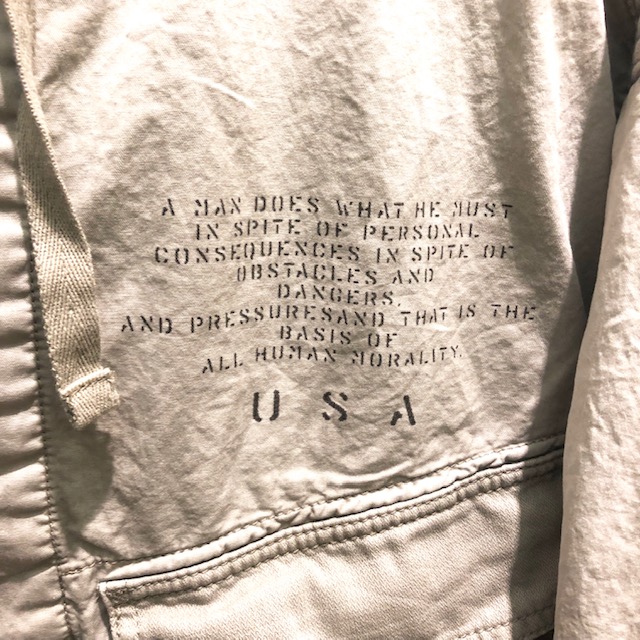 A MAN DOES WHAT HE MUST
IN SPITE OF PERSONAL
CONSEQUENCES IN SPITE OF
OBSTACLES AND
DANGERS.
AND PRESSURESAND THAT IS THE
BASIS OF
ALL HUMAN MORALITY.
USA